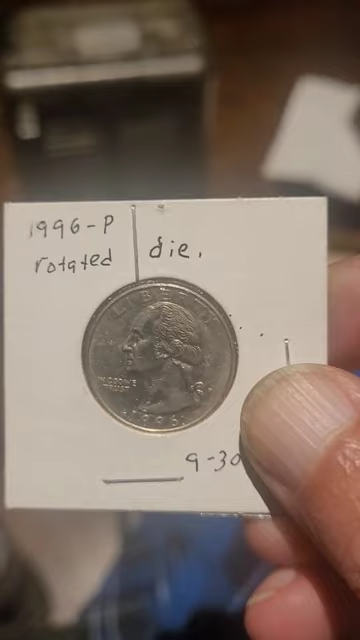 1996-P
rotated
die.
LIBERTY
IN GOD WE
TRUST
1996
9-30